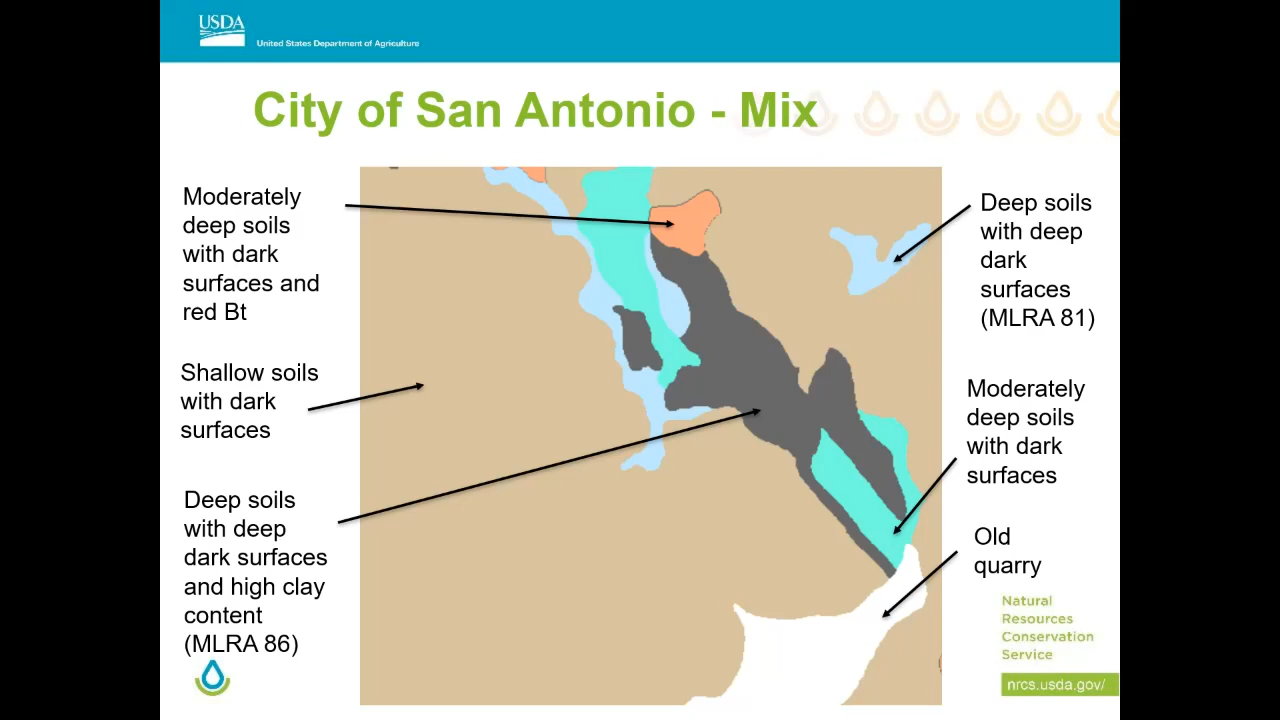 USDA
United States Department of Agriculture
City of San Antonio - Mix
Moderately
deep soils
with dark
surfaces and
red Bt
Shallow soils
with dark
surfaces
Deep soils
with deep
dark surfaces
and high clay
content
(MLRA 86)
Deep soils
with deep
dark
surfaces
(MLRA 81)
Moderately
deep soils
with dark
surfaces
Old
quarry
Natural
Resources
Conservation
Service
nrcs.usda.gov/